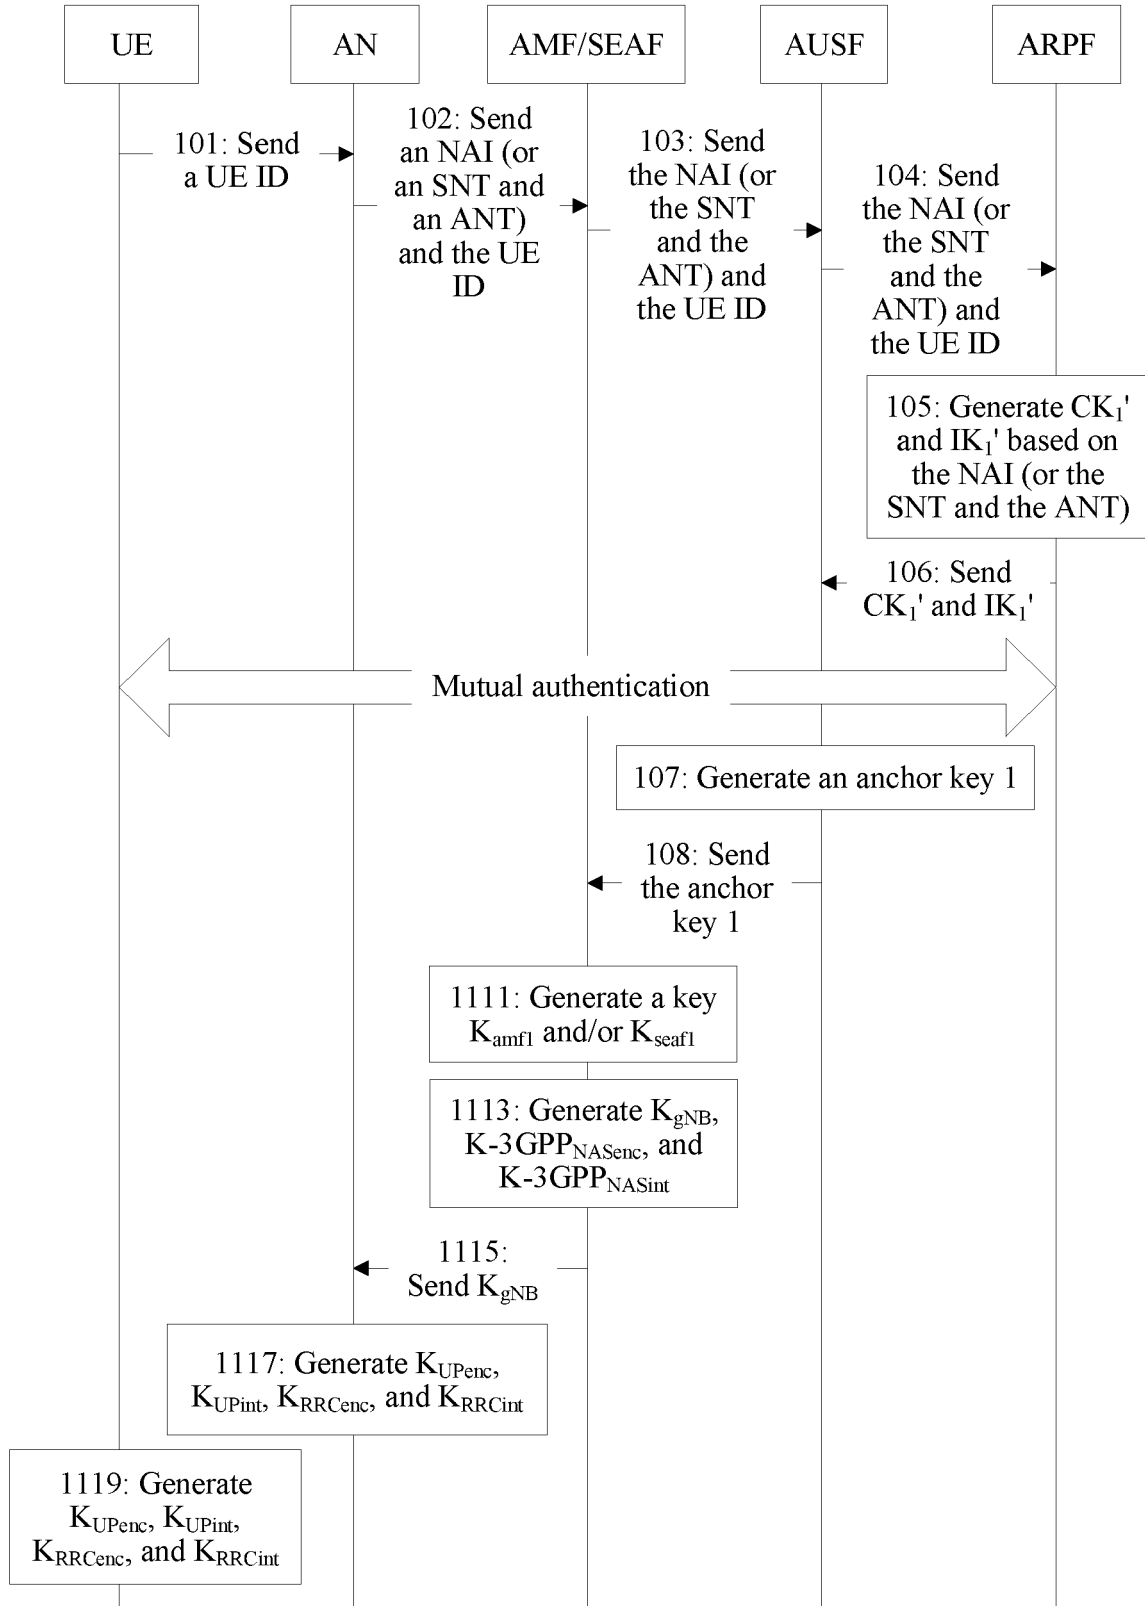 UE
AN
AMF/SEAF
AUSF
ARPF
101: Send
a UE ID
102: Send
an NAI (or
an SNT and
an ANT)
and the UE
ID
103: Send
the NAI (or
the SNT
and the
ANT) and
the UE ID
104: Send
the NAI (or
the SNT
and the
ANT) and
the UE ID
105: Generate CK₁'
and IK₁' based on
the NAI (or the
SNT and the ANT)
106: Send
CK₁' and IK₁'
Mutual authentication
107: Generate an anchor key 1
108: Send
the anchor
key 1
1111: Generate a key
Kamf1 and/or Kseaf1
1113: Generate KgNB,
K-3GPPNASenc, and
K-3GPPNASint
1115:
Send KgNB
1117: Generate KUPenc,
KUPint, KRRCenc, and KRRCint
1119: Generate
KUPenc, KUPint,
KRRCenc, and KRRCint